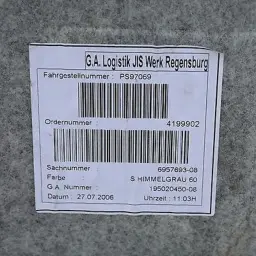 G.A. Logistik JIS Werk Regensburg
Fahrgestellnummer : PS97069
Ordernummer : 4199902
Sachnummer 6957693-08
Farbe S HIMMELGRAU 60
G.A. Nummer 195020450-08
Datum : 27.07.2006 Uhrzeit : 11.03H